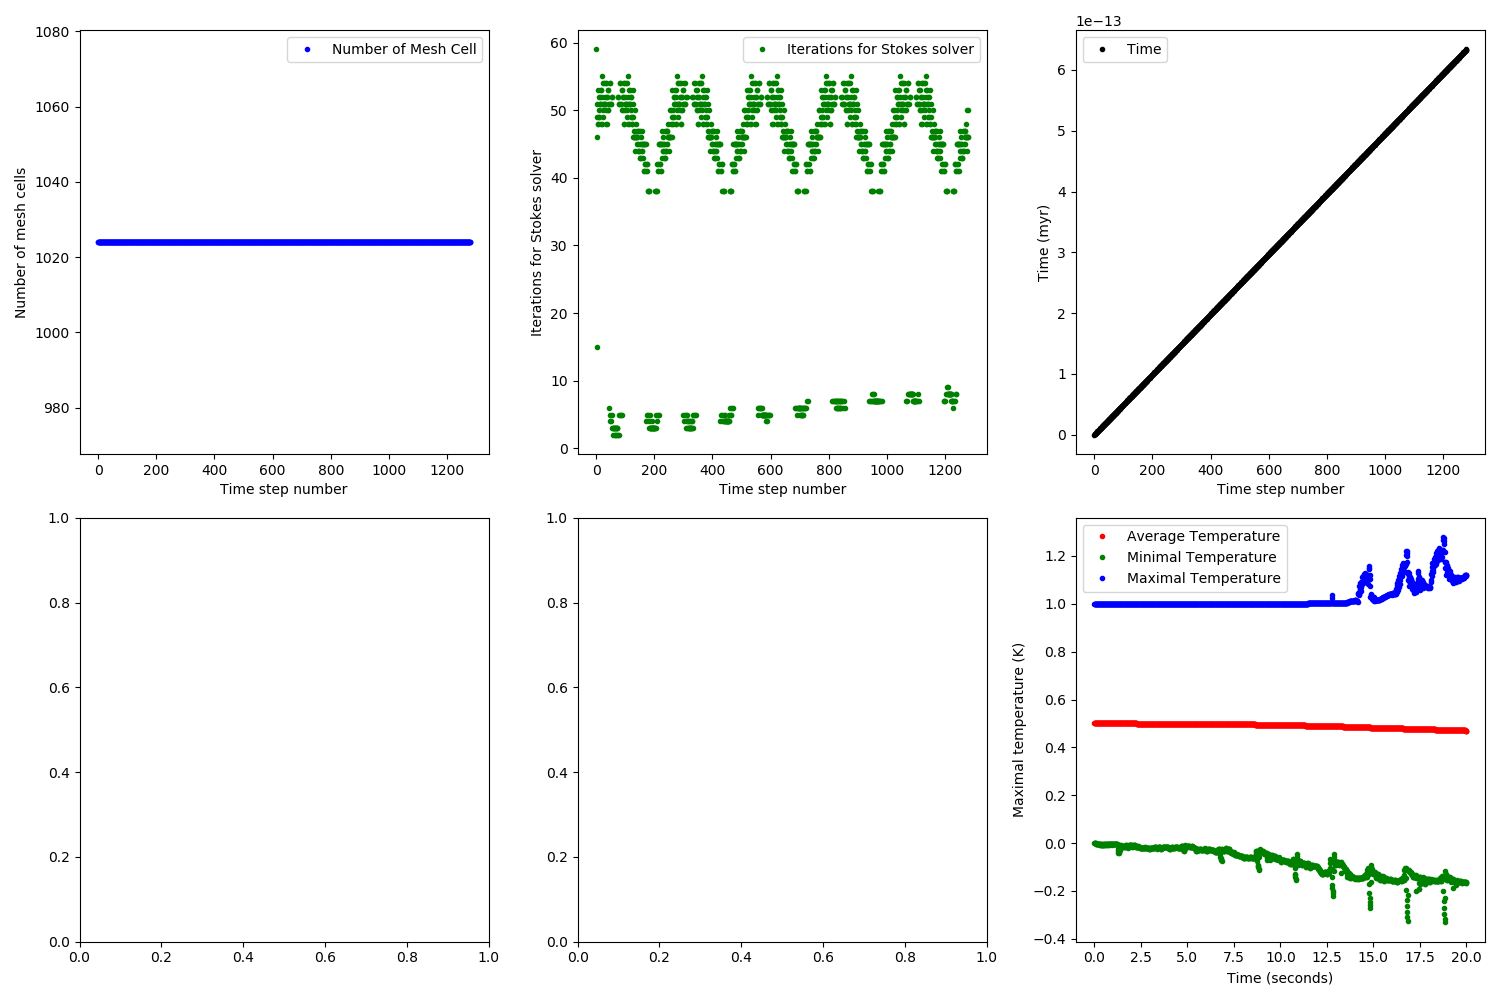 1080
1060
1040
1020
1000
980
0 200 400 600 800 1000 1200
Number of mesh cells
Time step number
Number of Mesh Cell
60
50
40
30
20
10
0
0 200 400 600 800 1000 1200
Iterations for Stokes solver
Time step number
Iterations for Stokes solver
1e−13
6
5
4
3
2
1
0
0 200 400 600 800 1000 1200
Time (myr)
Time step number
Time
1.0
0.8
0.6
0.4
0.2
0.0
0.0 0.2 0.4 0.6 0.8 1.0
1.0
0.8
0.6
0.4
0.2
0.0
0.0 0.2 0.4 0.6 0.8 1.0
1.2
1.0
0.8
0.6
0.4
0.2
0.0
−0.2
−0.4
0.0 2.5 5.0 7.5 10.0 12.5 15.0 17.5 20.0
Maximal temperature (K)
Time (seconds)
Average Temperature
Minimal Temperature
Maximal Temperature